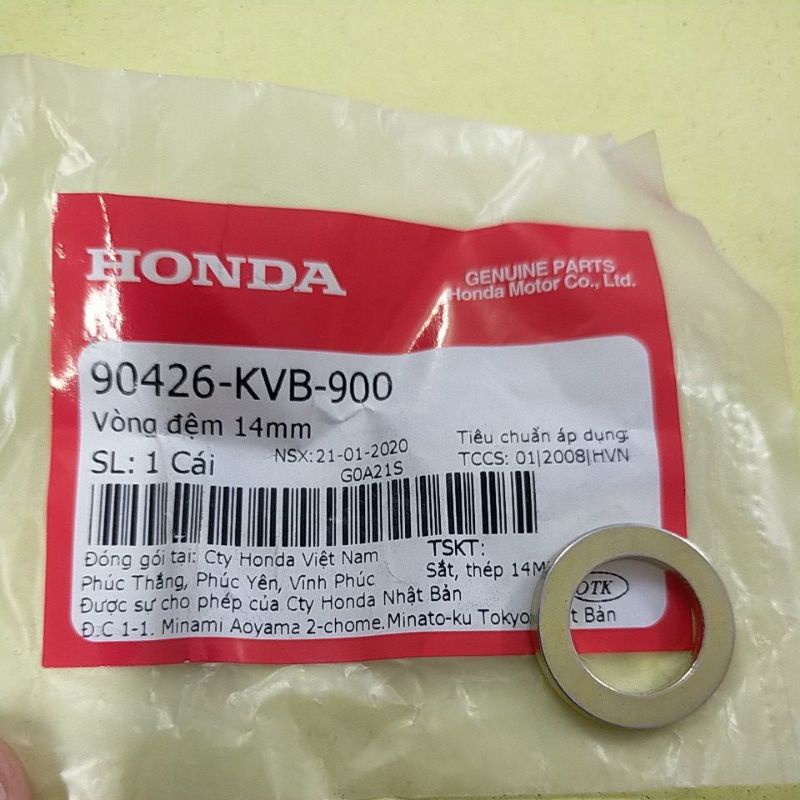 HONDA
GENUINE PARTS
Honda Motor Co., Ltd.
90426-KVB-900
Vòng đệm 14mm
SL: 1 Cái
NSX: 21-01-2020
G0A21S
Tiêu chuẩn áp dụng:
TCCS: 01|2008|HVN
Đóng gói tại: Cty Honda Việt Nam
Phúc Thắng, Phúc Yên, Vĩnh Phúc
Được sự cho phép của Cty Honda Nhật Bản
Đ.C 1-1. Minami Aoyama 2-chome.Minato-ku Tokyo Bản
TSKT:
Sắt, thép
OTK